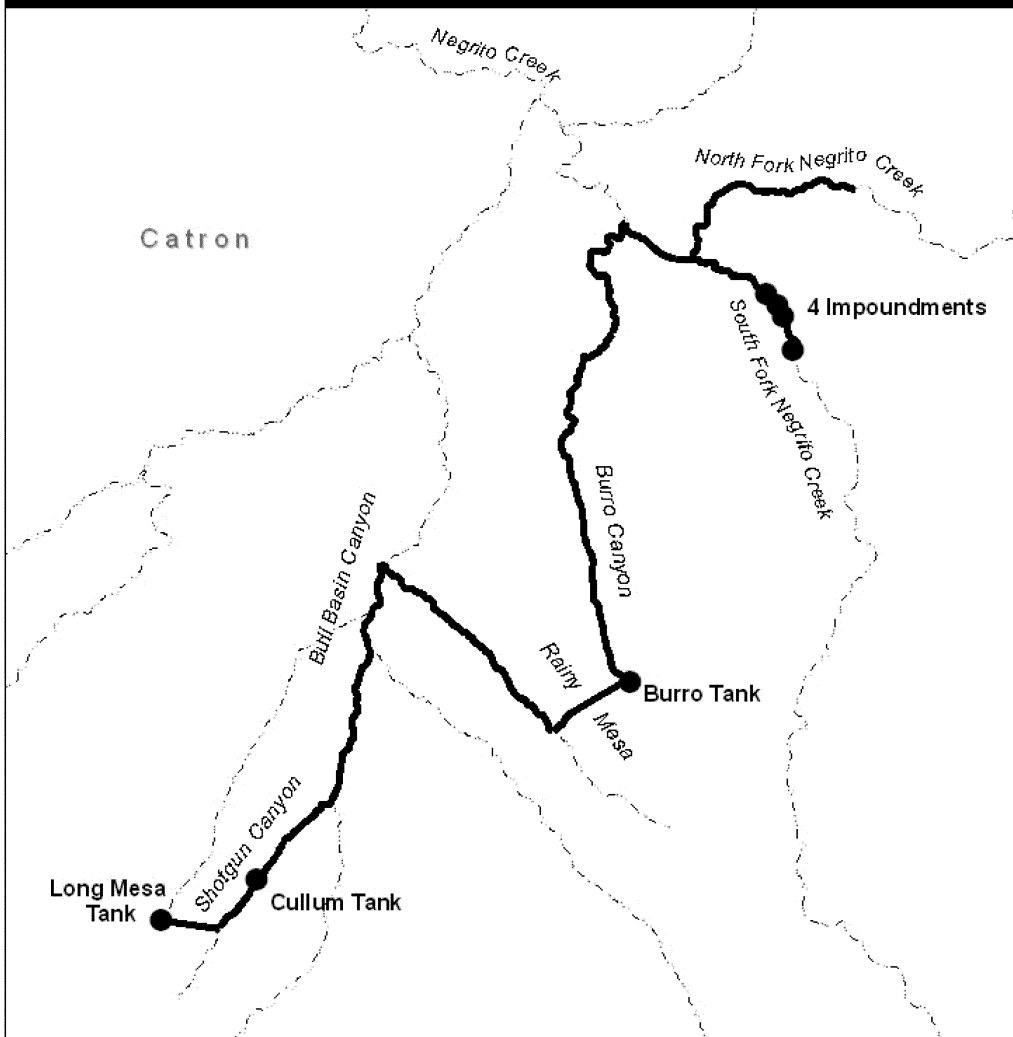 Negrito Creek
North Fork Negrito Creek
Catron
4 Impoundments
South Fork Negrito Creek
Burro Canyon
Bull Basin Canyon
Rainy
Mesa
Burro Tank
Shotgun Canyon
Long Mesa
Tank
Cullum Tank